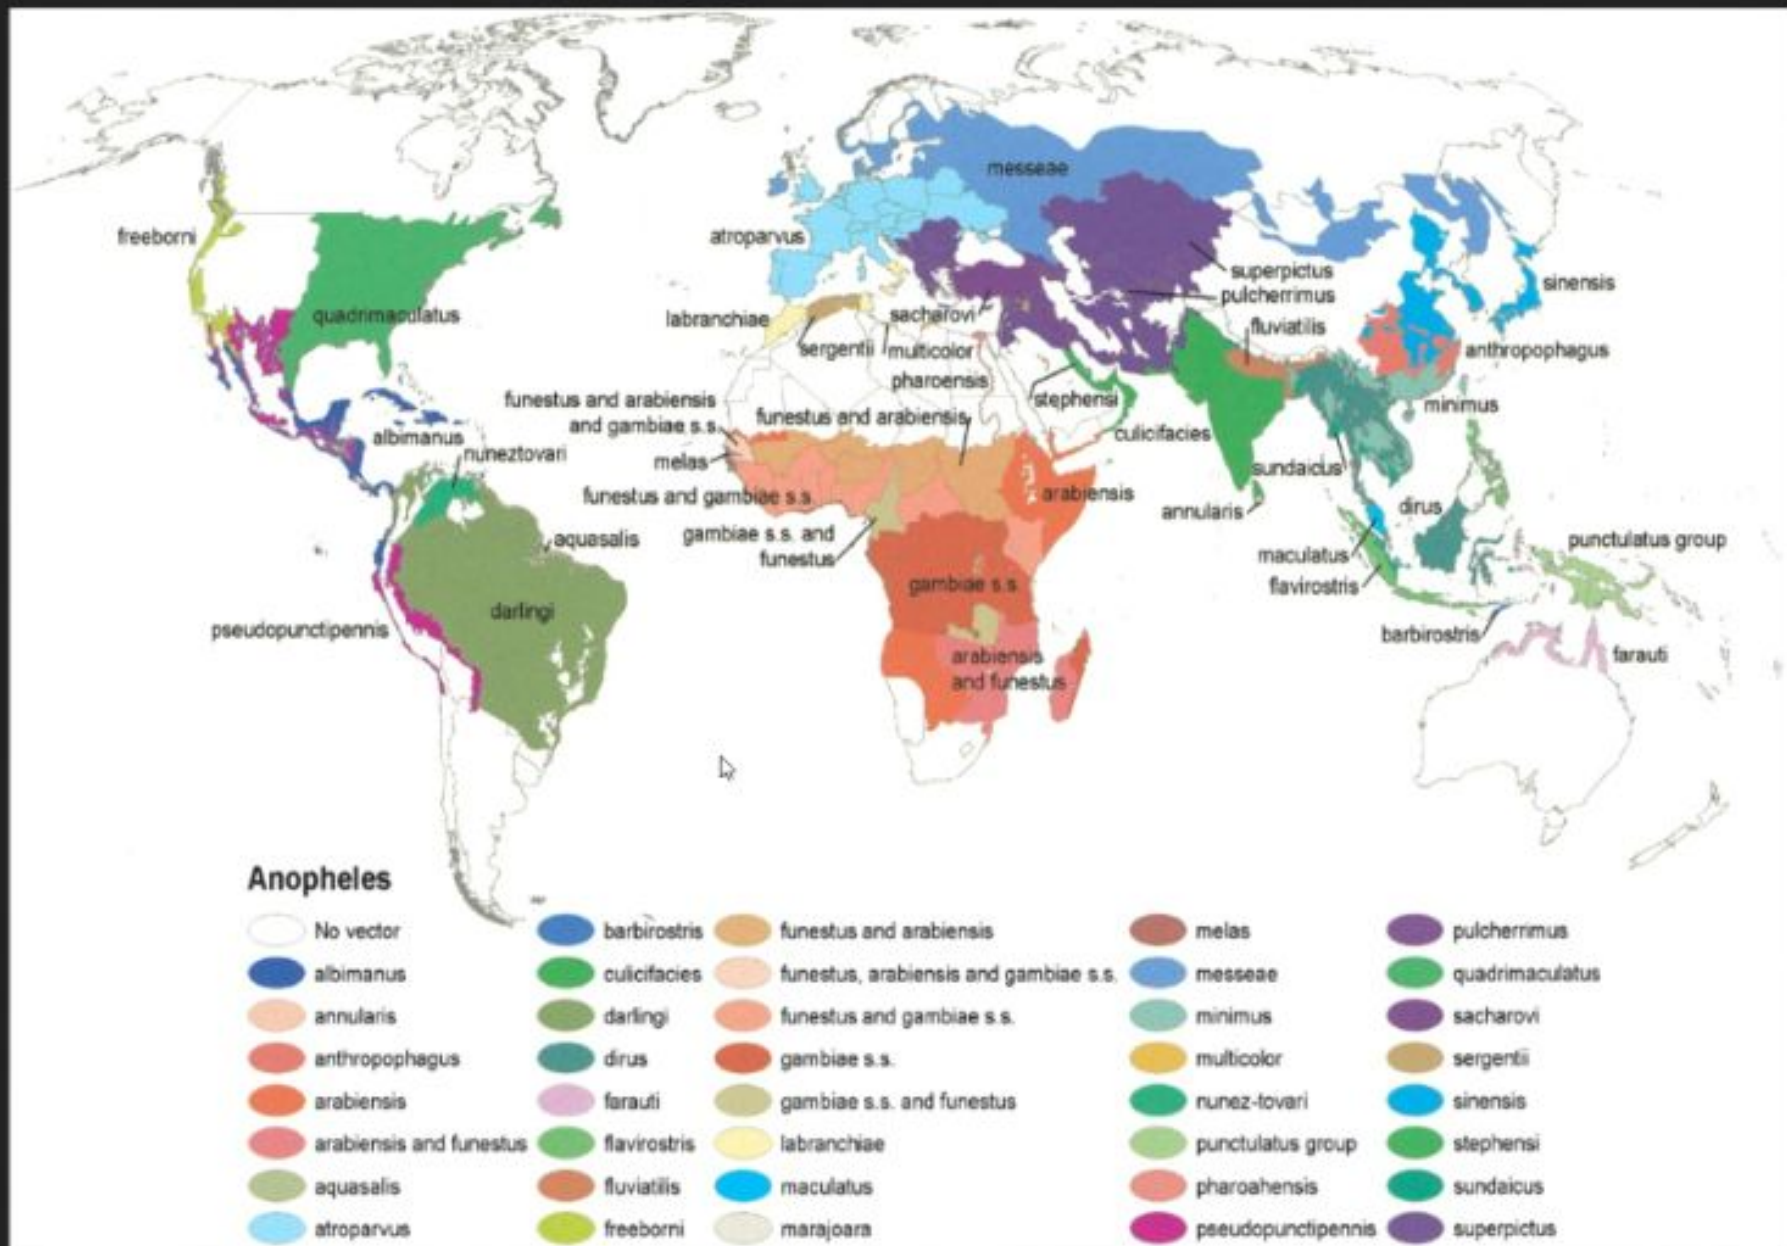 messeae
freeborni
atroparvus
superpictus
pulcherrimus
sinensis
quadrimaculatus
labranchiae
sacharovi
fluviatilis
sergentii
multicolor
anthropophagus
pharoensis
funestus and arabiensis
and gambiae s.s.
stephensi
minimus
funestus and arabiensis
albimanus
culicifacies
nuneztovari
melas
sundaicus
funestus and gambiae s.s.
arabiensis
annularis
dirus
aquasalis
gambiae s.s. and
funestus
punctulatus group
maculatus
gambiae s.s.
flavirostris
darlingi
pseudopunctipennis
barbirostris
arabiensis
and funestus
farauti
Anopheles
No vector
albimanus
annularis
anthropophagus
arabiensis
arabiensis and funestus
aquasalis
atroparvus
barbirostris
culicifacies
darlingi
dirus
farauti
flavirostris
fluviatilis
freeborni
funestus and arabiensis
funestus, arabiensis and gambiae s.s.
funestus and gambiae s.s.
gambiae s.s.
gambiae s.s. and funestus
labranchiae
maculatus
marajoara
melas
messeae
minimus
multicolor
nunez-tovari
punctulatus group
pharoahensis
pseudopunctipennis
pulcherrimus
quadrimaculatus
sacharovi
sergentii
sinensis
stephensi
sundaicus
superpictus